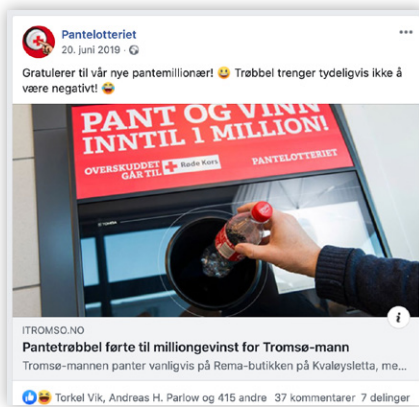 Pantelotteriet
20. juni 2019 ·
Gratulerer til vår nye pantemillionær! 😀 Trøbbel trenger tydeligvis ikke å
være negativt! 😄
PANT OG VINN
INNTIL 1 MILLION!
OVERSKUDDET
GÅR TIL
Røde Kors
PANTELOTTERIET
TOMRA
i
ITROMSO.NO
Pantetrøbbel førte til milliongevinst for Tromsø-mann
Tromsø-mannen panter vanligvis på Rema-butikken på Kvaløysletta, me...
Torkel Vik, Andreas H. Parlow og 415 andre 37 kommentarer 7 delinger